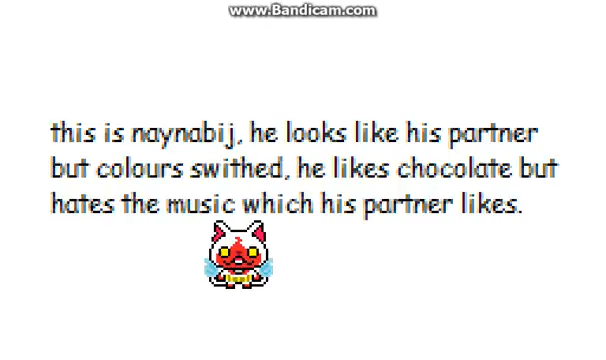 www.Bandicam.com
this is naynabij, he looks like his partner
but colours swithed, he likes chocolate but
hates the music which his partner likes.